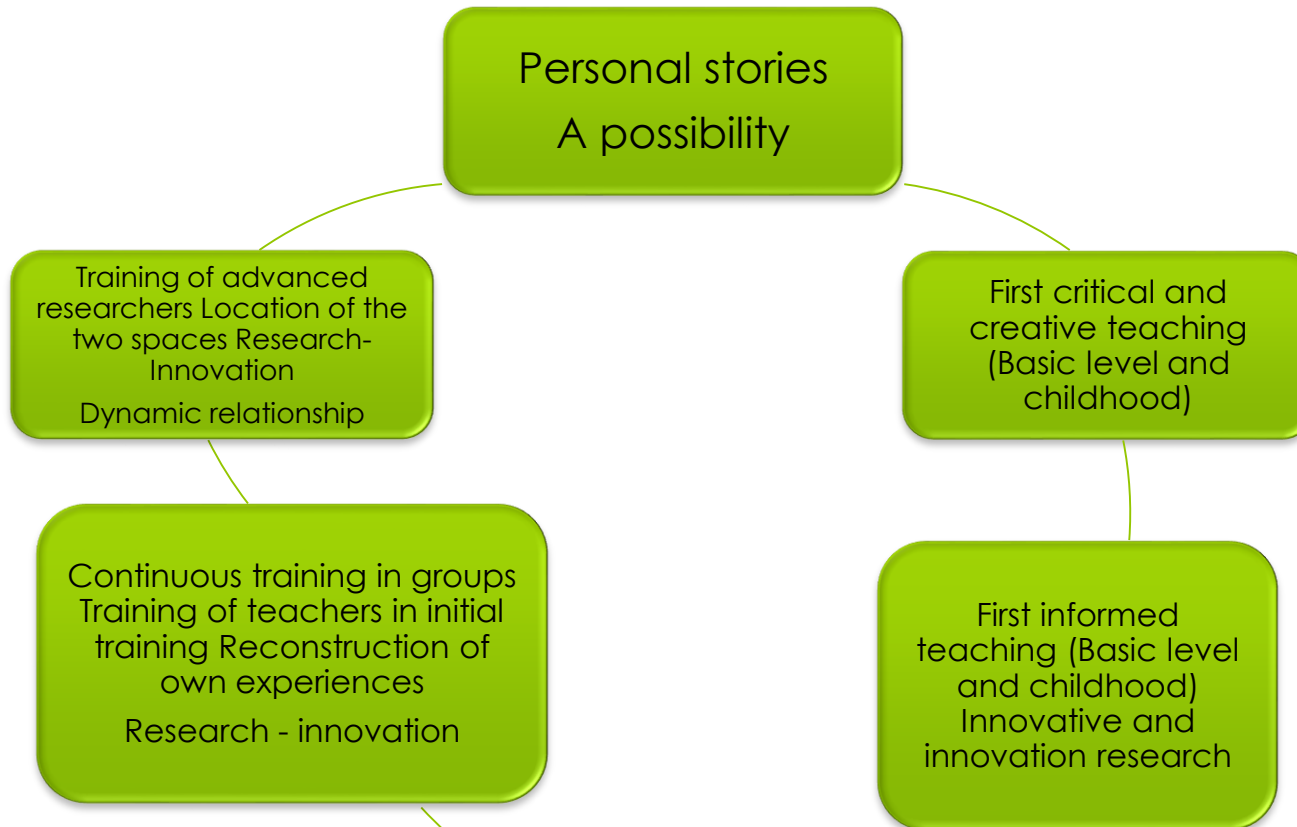 Personal stories
A possibility
Training of advanced
researchers Location of the
two spaces Research-
Innovation
Dynamic relationship
First critical and
creative teaching
(Basic level and
childhood)
Continuous training in groups
Training of teachers in initial
training Reconstruction of
own experiences
Research - innovation
First informed
teaching (Basic level
and childhood)
Innovative and
innovation research